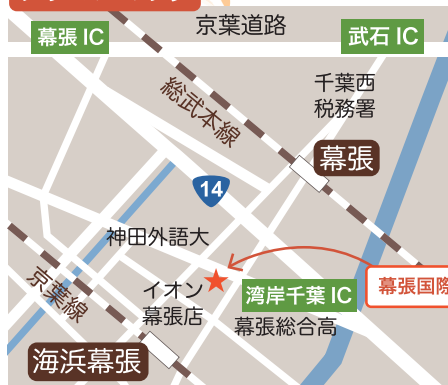 京葉道路
幕張 IC
武石 IC
千葉西
税務署
総武本線
幕張
14
神田外語大
京葉線
イオン
幕張店
湾岸千葉 IC
幕張国際
幕張総合高
海浜幕張